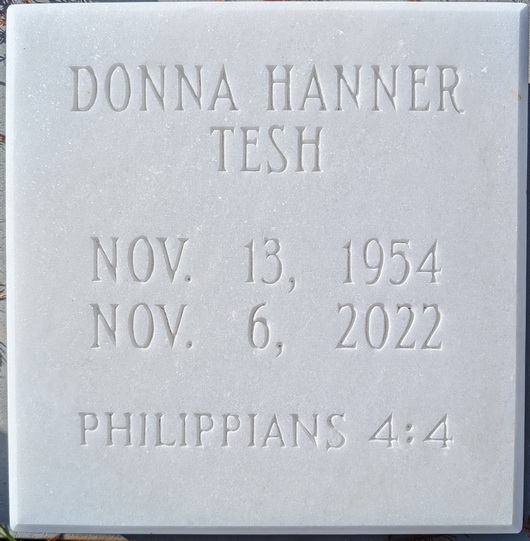 DONNA HANNER
TESH
NOV. 13, 1954
NOV. 6, 2022
PHILIPPIANS 4:4